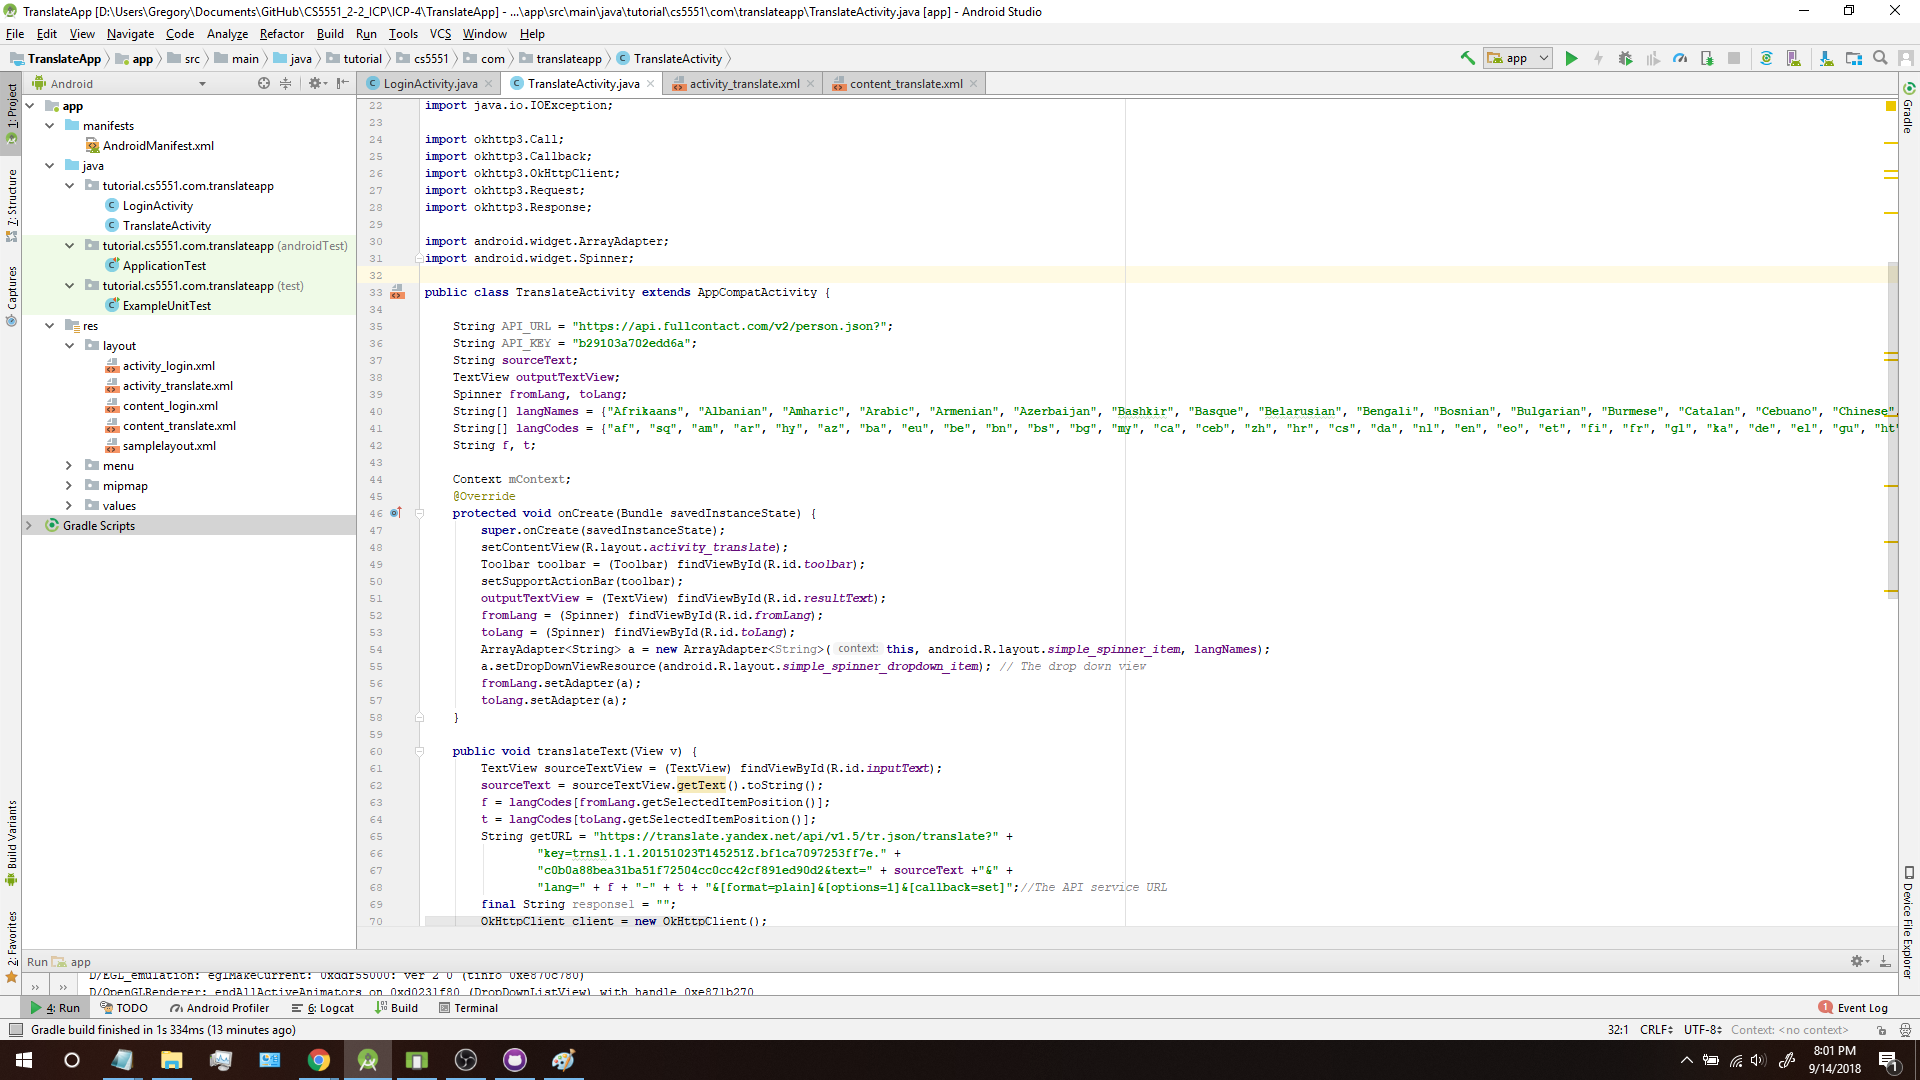 TranslateApp [D:\Users\Gregory\Documents\GitHub\CS5551_2-2_ICP\ICP-4\TranslateApp] - ...\app\src\main\java\tutorial\cs5551\com\translateapp\TranslateActivity.java [app] - Android Studio
File Edit View Navigate Code Analyze Refactor Build Run Tools VCS Window Help
TranslateApp app src main java tutorial cs5551 com translateapp TranslateActivity app
Android LoginActivity.java TranslateActivity.java activity_translate.xml content_translate.xml
1: Project
7: Structure
Captures
Build Variants
2: Favorites
app
manifests
AndroidManifest.xml
java
tutorial.cs5551.com.translateapp
LoginActivity
TranslateActivity
tutorial.cs5551.com.translateapp (androidTest)
ApplicationTest
tutorial.cs5551.com.translateapp (test)
ExampleUnitTest
res
layout
activity_login.xml
activity_translate.xml
content_login.xml
content_translate.xml
samplelayout.xml
menu
mipmap
values
Gradle Scripts
22 import java.io.IOException;
23
24 import okhttp3.Call;
25 import okhttp3.Callback;
26 import okhttp3.OkHttpClient;
27 import okhttp3.Request;
28 import okhttp3.Response;
29
30 import android.widget.ArrayAdapter;
31 import android.widget.Spinner;
32
33 public class TranslateActivity extends AppCompatActivity {
34
35 String API_URL = "https://api.fullcontact.com/v2/person.json?";
36 String API_KEY = "b29103a702edd6a";
37 String sourceText;
38 TextView outputTextView;
39 Spinner fromLang, toLang;
40 String[] langNames = {"Afrikaans", "Albanian", "Amharic", "Arabic", "Armenian", "Azerbaijan", "Bashkir", "Basque", "Belarusian", "Bengali", "Bosnian", "Bulgarian", "Burmese", "Catalan", "Cebuano", "Chinese",
41 String[] langCodes = {"af", "sq", "am", "ar", "hy", "az", "ba", "eu", "be", "bn", "bs", "bg", "my", "ca", "ceb", "zh", "hr", "cs", "da", "nl", "en", "eo", "et", "fi", "fr", "gl", "ka", "de", "el", "gu", "ht"
42 String f, t;
43
44 Context mContext;
45 @Override
46 protected void onCreate(Bundle savedInstanceState) {
47 super.onCreate(savedInstanceState);
48 setContentView(R.layout.activity_translate);
49 Toolbar toolbar = (Toolbar) findViewById(R.id.toolbar);
50 setSupportActionBar(toolbar);
51 outputTextView = (TextView) findViewById(R.id.resultText);
52 fromLang = (Spinner) findViewById(R.id.fromLang);
53 toLang = (Spinner) findViewById(R.id.toLang);
54 ArrayAdapter<String> a = new ArrayAdapter<String>( context: this, android.R.layout.simple_spinner_item, langNames);
55 a.setDropDownViewResource(android.R.layout.simple_spinner_dropdown_item); // The drop down view
56 fromLang.setAdapter(a);
57 toLang.setAdapter(a);
58 }
59
60 public void translateText(View v) {
61 TextView sourceTextView = (TextView) findViewById(R.id.inputText);
62 sourceText = sourceTextView.getText().toString();
63 f = langCodes[fromLang.getSelectedItemPosition()];
64 t = langCodes[toLang.getSelectedItemPosition()];
65 String getURL = "https://translate.yandex.net/api/v1.5/tr.json/translate?" +
66 "key=trnsl.1.1.20151023T145251Z.bf1ca7097253ff7e." +
67 "c0b0a88bea31ba51f72504cc0cc42cf891ed90d2&text=" + sourceText +"&" +
68 "lang=" + f + "-" + t + "&[format=plain]&[options=1]&[callback=set]";//The API service URL
69 final String response1 = "";
70 OkHttpClient client = new OkHttpClient();
Gradle
Device File Explorer
Run app
D/EGL_emulation: eglMakeCurrent: 0xddf55000: ver 2 0 (tinfo 0xe870c780)
D/OpenGLRenderer: endAllActiveAnimators on 0xd0231f80 (DropDownListView) with handle 0xe871b270
4: Run TODO Android Profiler 6: Logcat Build Terminal 1 Event Log
Gradle build finished in 1s 334ms (13 minutes ago) 32:1 CRLF UTF-8 Context: <no context>
8:01 PM
9/14/2018
1